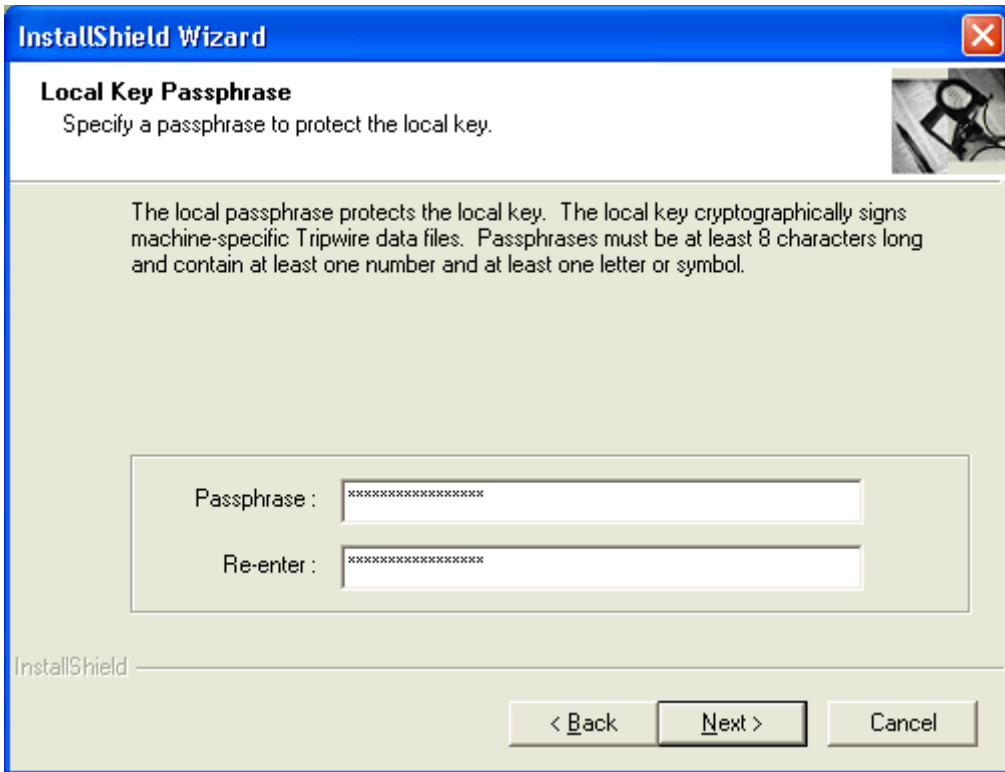 InstallShield Wizard
Local Key Passphrase
Specify a passphrase to protect the local key.
The local passphrase protects the local key.  The local key cryptographically signs
machine-specific Tripwire data files.  Passphrases must be at least 8 characters long
and contain at least one number and at least one letter or symbol.
Passphrase : *****************
Re-enter : *****************
InstallShield
< Back Next > Cancel